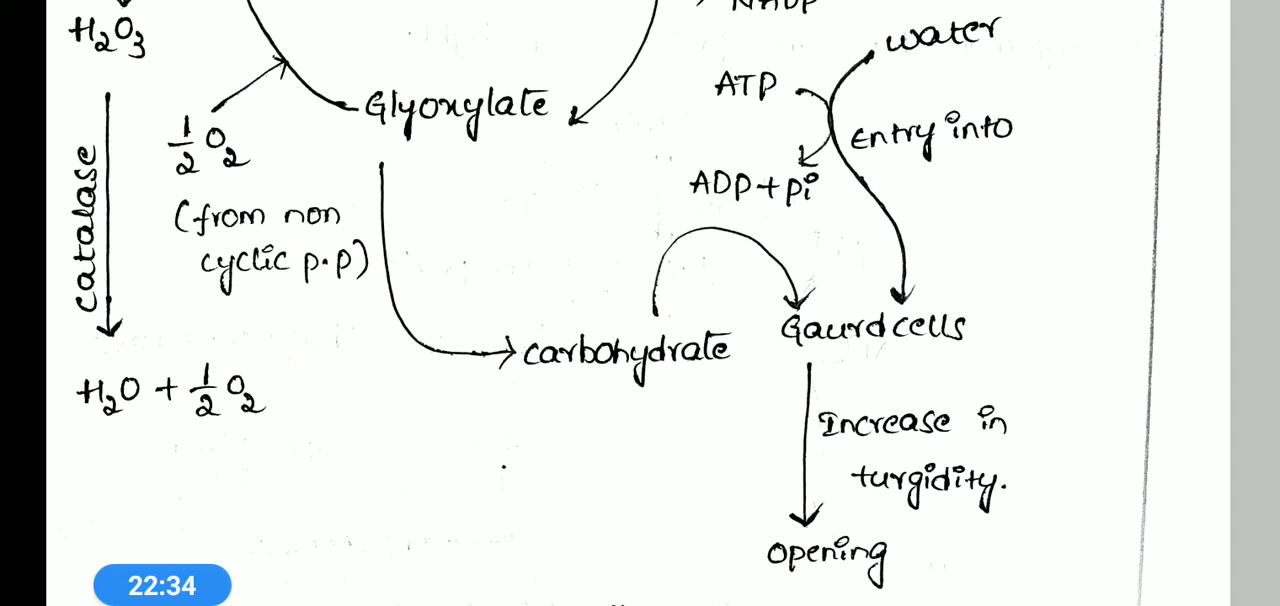 NADP
H₂O₃
water
ATP
Glyoxylate
½ O₂
Entry into
ADP + Pi
(from non
cyclic p.p)
catalase
Gaurd cells
carbohydrate
H₂O + ½ O₂
Increase in
turgidity.
opening
22:34